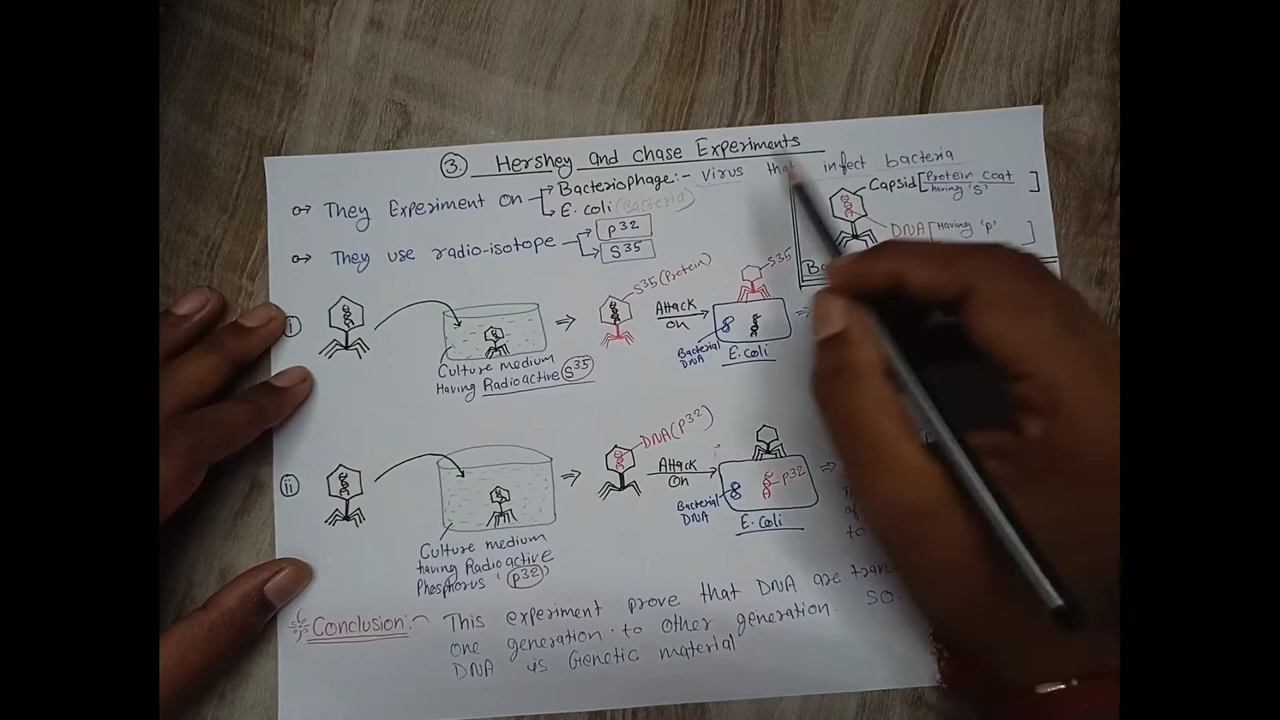 3. Hershey and chase Experiments
They Experiment on
Bacteriophage:- virus that infect bacteria
E. coli (Bacteria)
Capsid [Protein coat
having 'S' ]
DNA [Having 'p' ]
They use radio-isotope
P32
S35
i
Culture medium
Having Radioactive S35
S35 (Protein)
Attack
on
S35
Bacterial
DNA
E. coli
ii
Culture medium
having Radioactive
Phosphorus 'P32'
DNA (P32)
Attack
on
P32
Bacterial
DNA
E. coli
to
Conclusion:- This experiment prove that DNA are
one generation to other generation. so
DNA is Genetic material